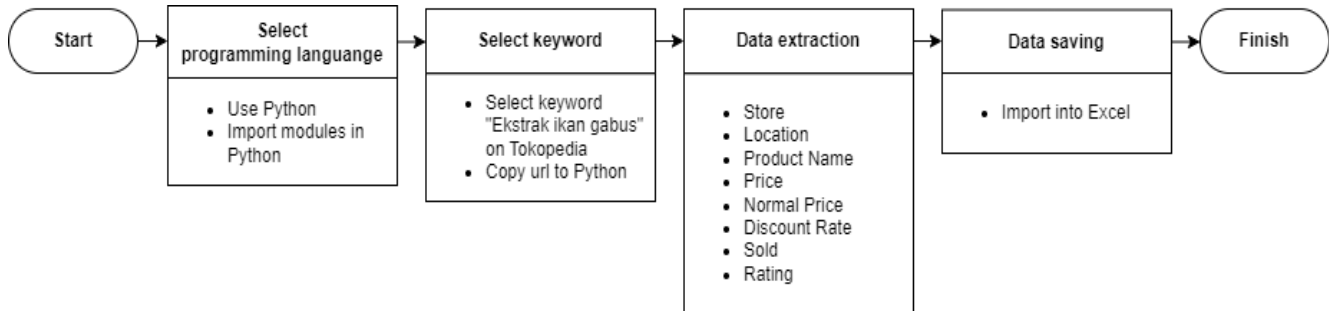 Start
Select
programming languange
• Use Python
• Import modules in
Python
Select keyword
• Select keyword
"Ekstrak ikan gabus"
on Tokopedia
• Copy url to Python
Data extraction
• Store
• Location
• Product Name
• Price
• Normal Price
• Discount Rate
• Sold
• Rating
Data saving
• Import into Excel
Finish